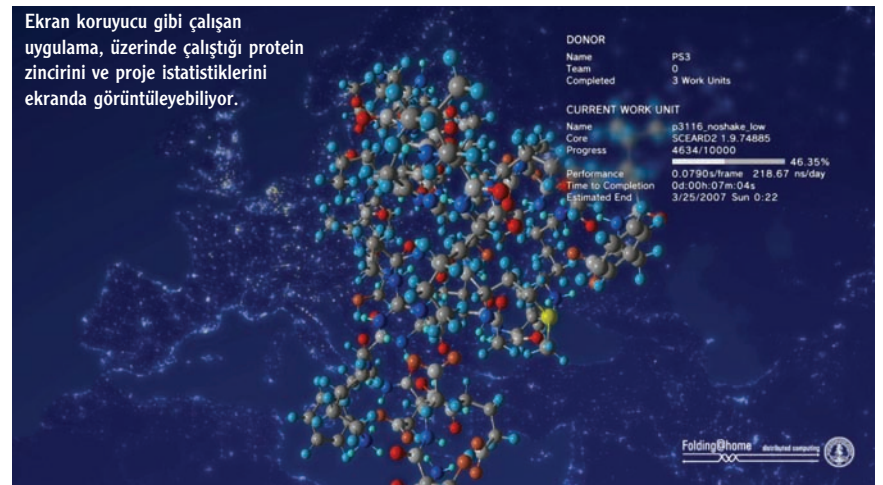 Ekran koruyucu gibi çalışan
uygulama, üzerinde çalıştığı protein
zincirini ve proje istatistiklerini
ekranda görüntüleyebiliyor.
DONOR
Name PS3
Team 0
Completed 3 Work Units
CURRENT WORK UNIT
Name p3116_noshake_low
Core SCEARD2 1.9.74885
Progress 4634/10000
46.35%
Performance 0.0790s/frame 218.67 ns/day
Time to Completion 0d:00h:07m:04s
Estimated End 3/25/2007 Sun 0:22
Folding@home distributed computing